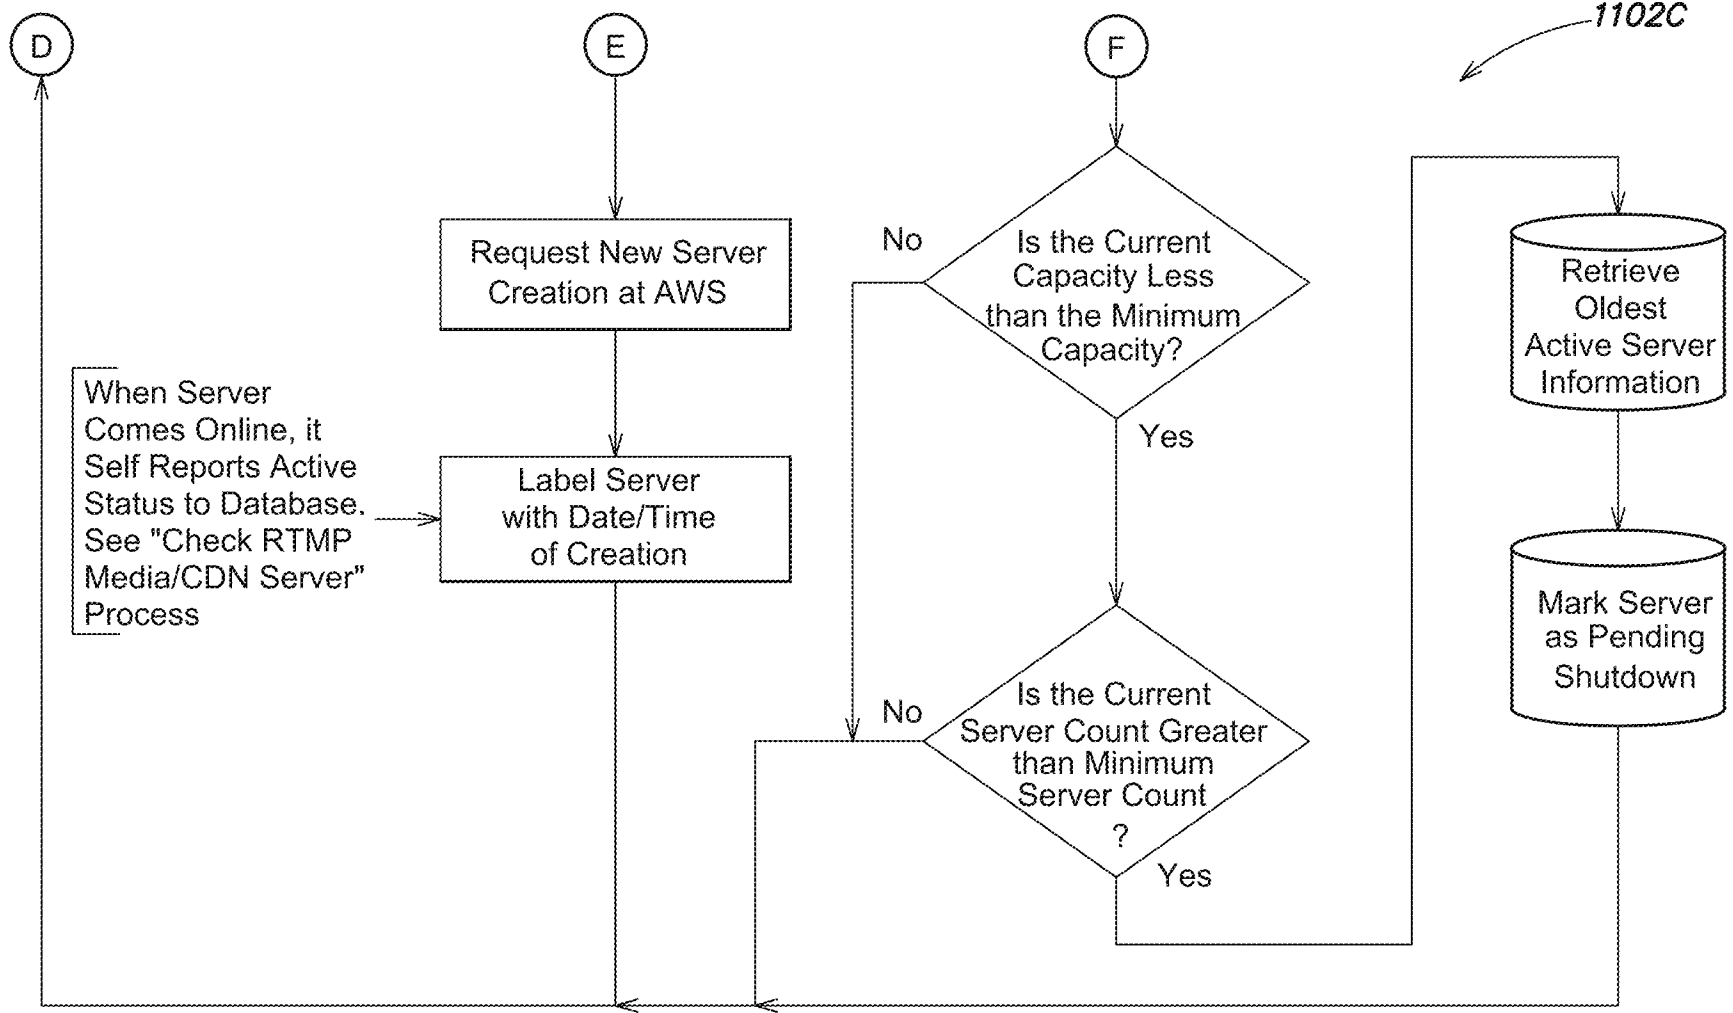 1102C
D
E
F
Request New Server
Creation at AWS
When Server
Comes Online, it
Self Reports Active
Status to Database.
See "Check RTMP
Media/CDN Server"
Process
Label Server
with Date/Time
of Creation
No
Is the Current
Capacity Less
than the Minimum
Capacity?
Yes
No
Is the Current
Server Count Greater
than Minimum
Server Count
?
Yes
Retrieve
Oldest
Active Server
Information
Mark Server
as Pending
Shutdown